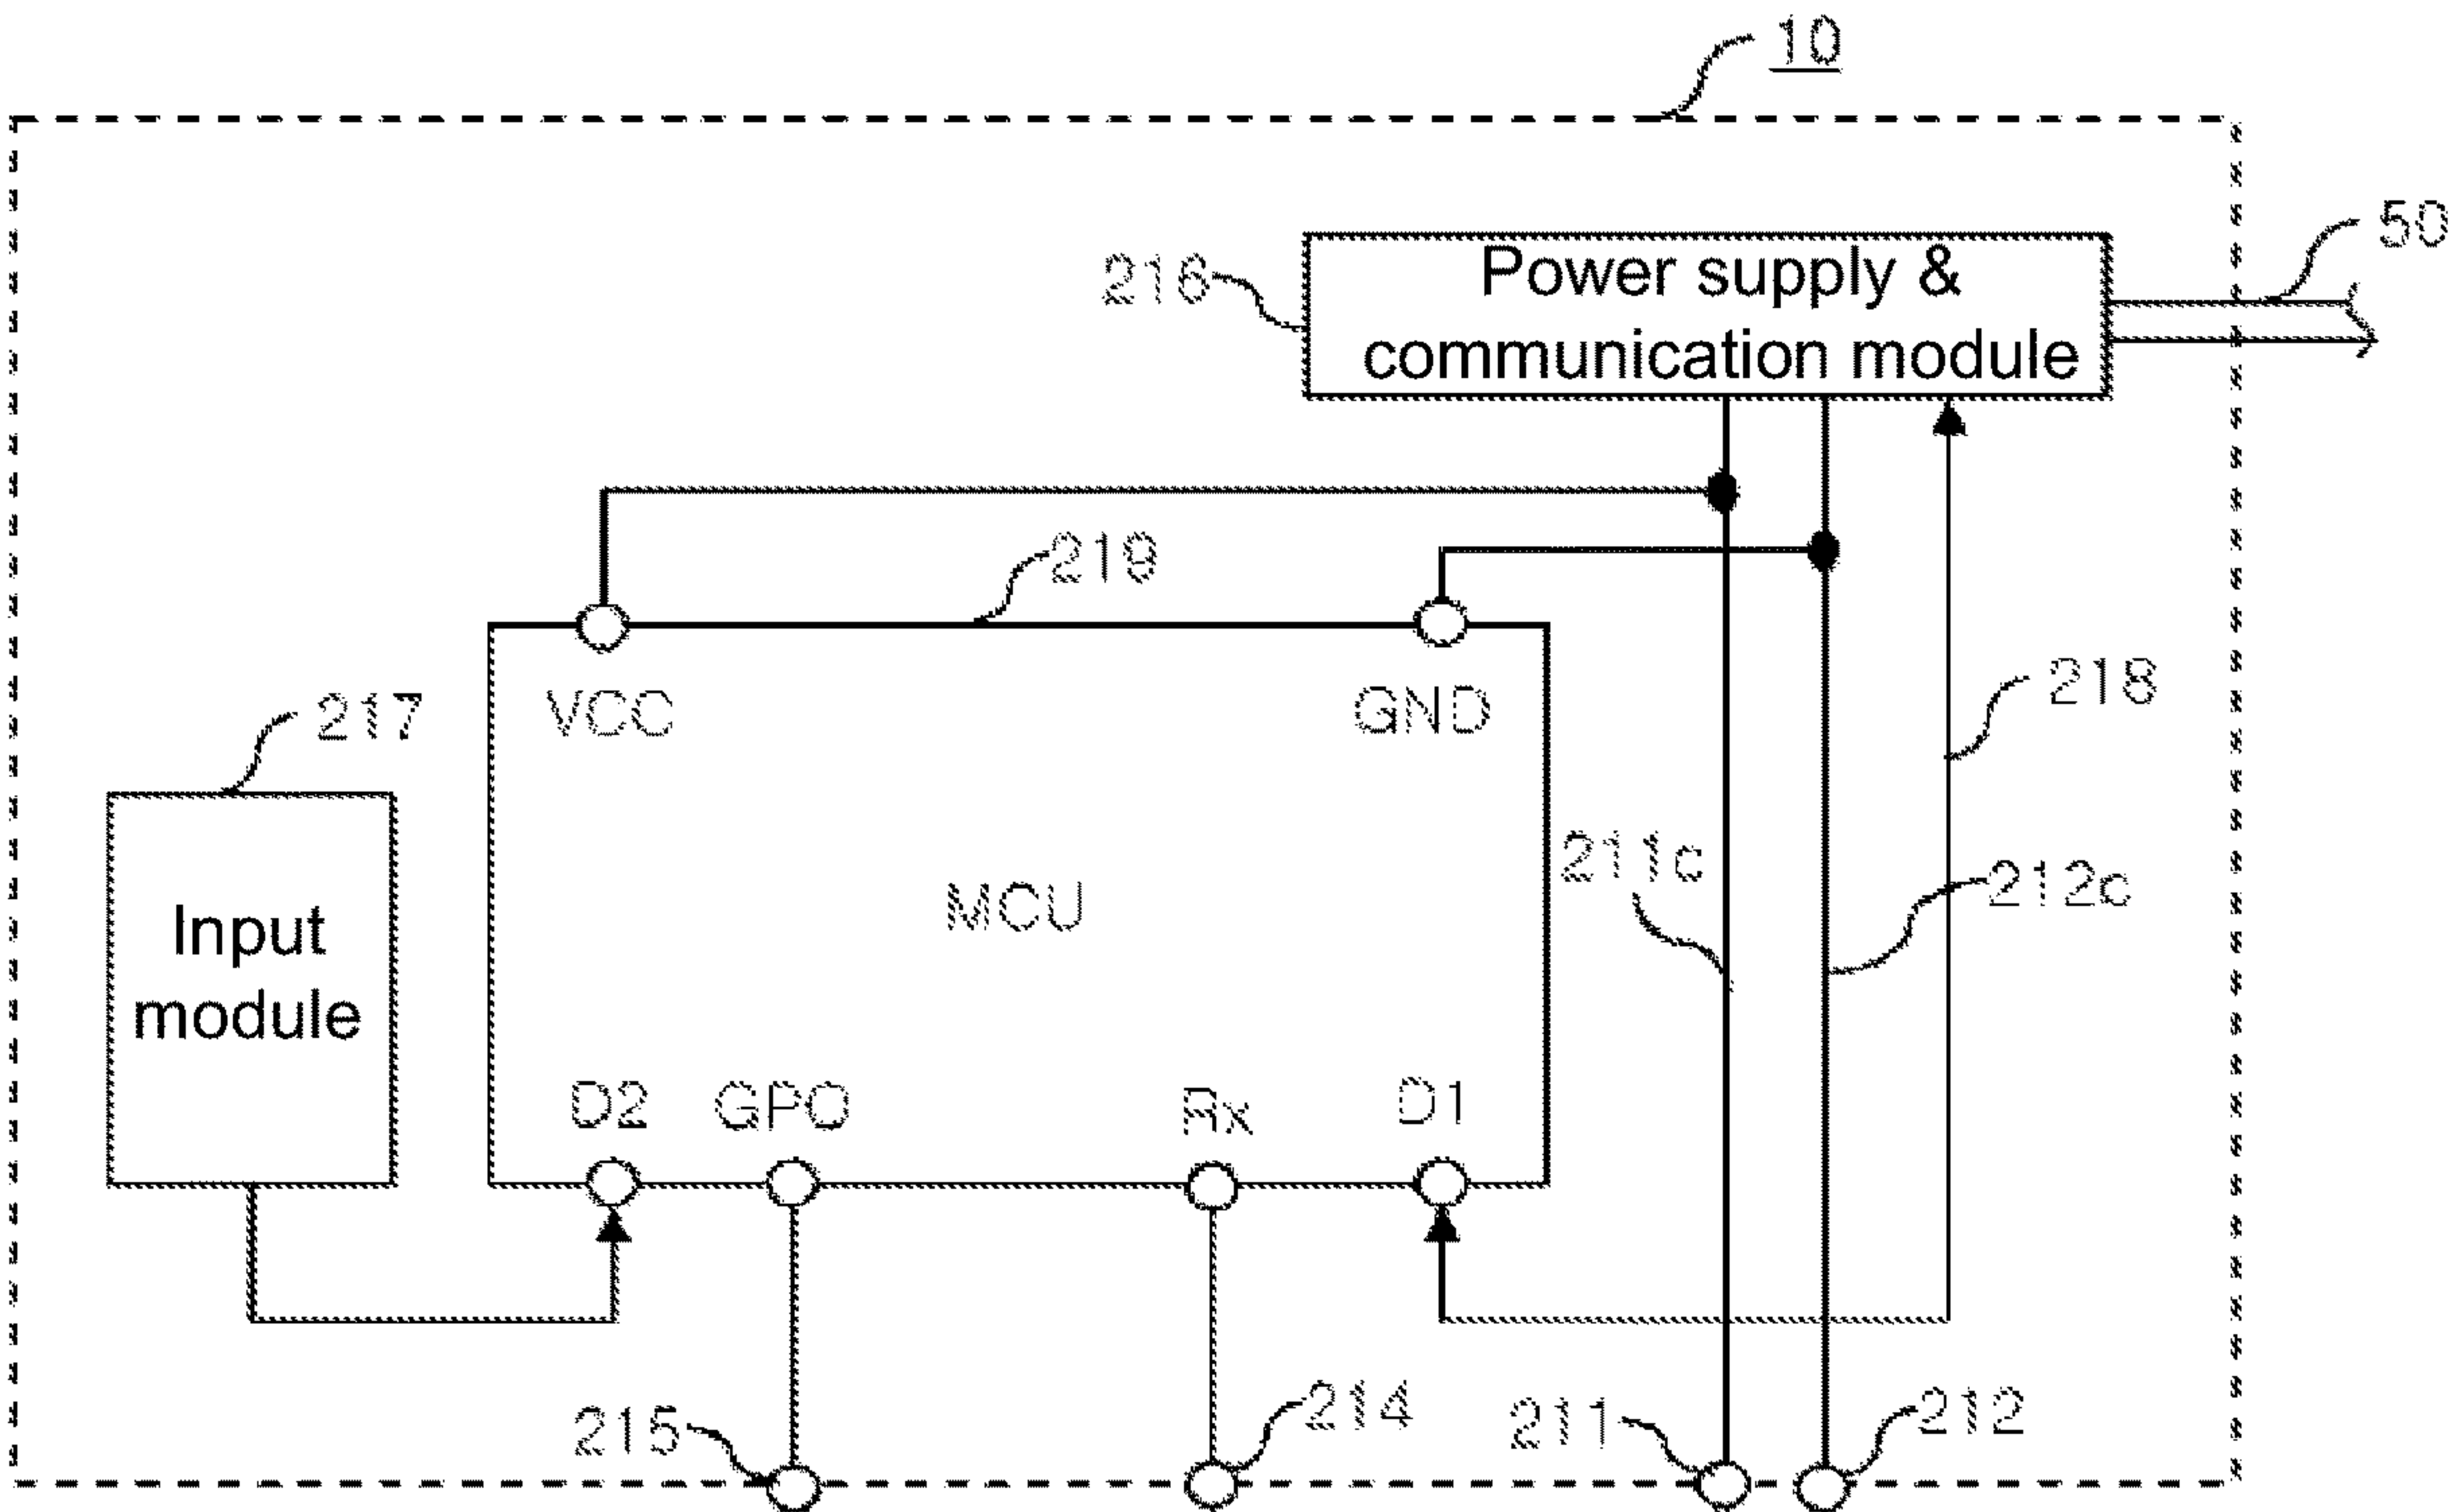 10
50
216
Power supply &
communication module
219
217
VCC
GND
218
211c
212c
MCU
Input
module
D2
GPO
Rx
D1
215
214
211
212